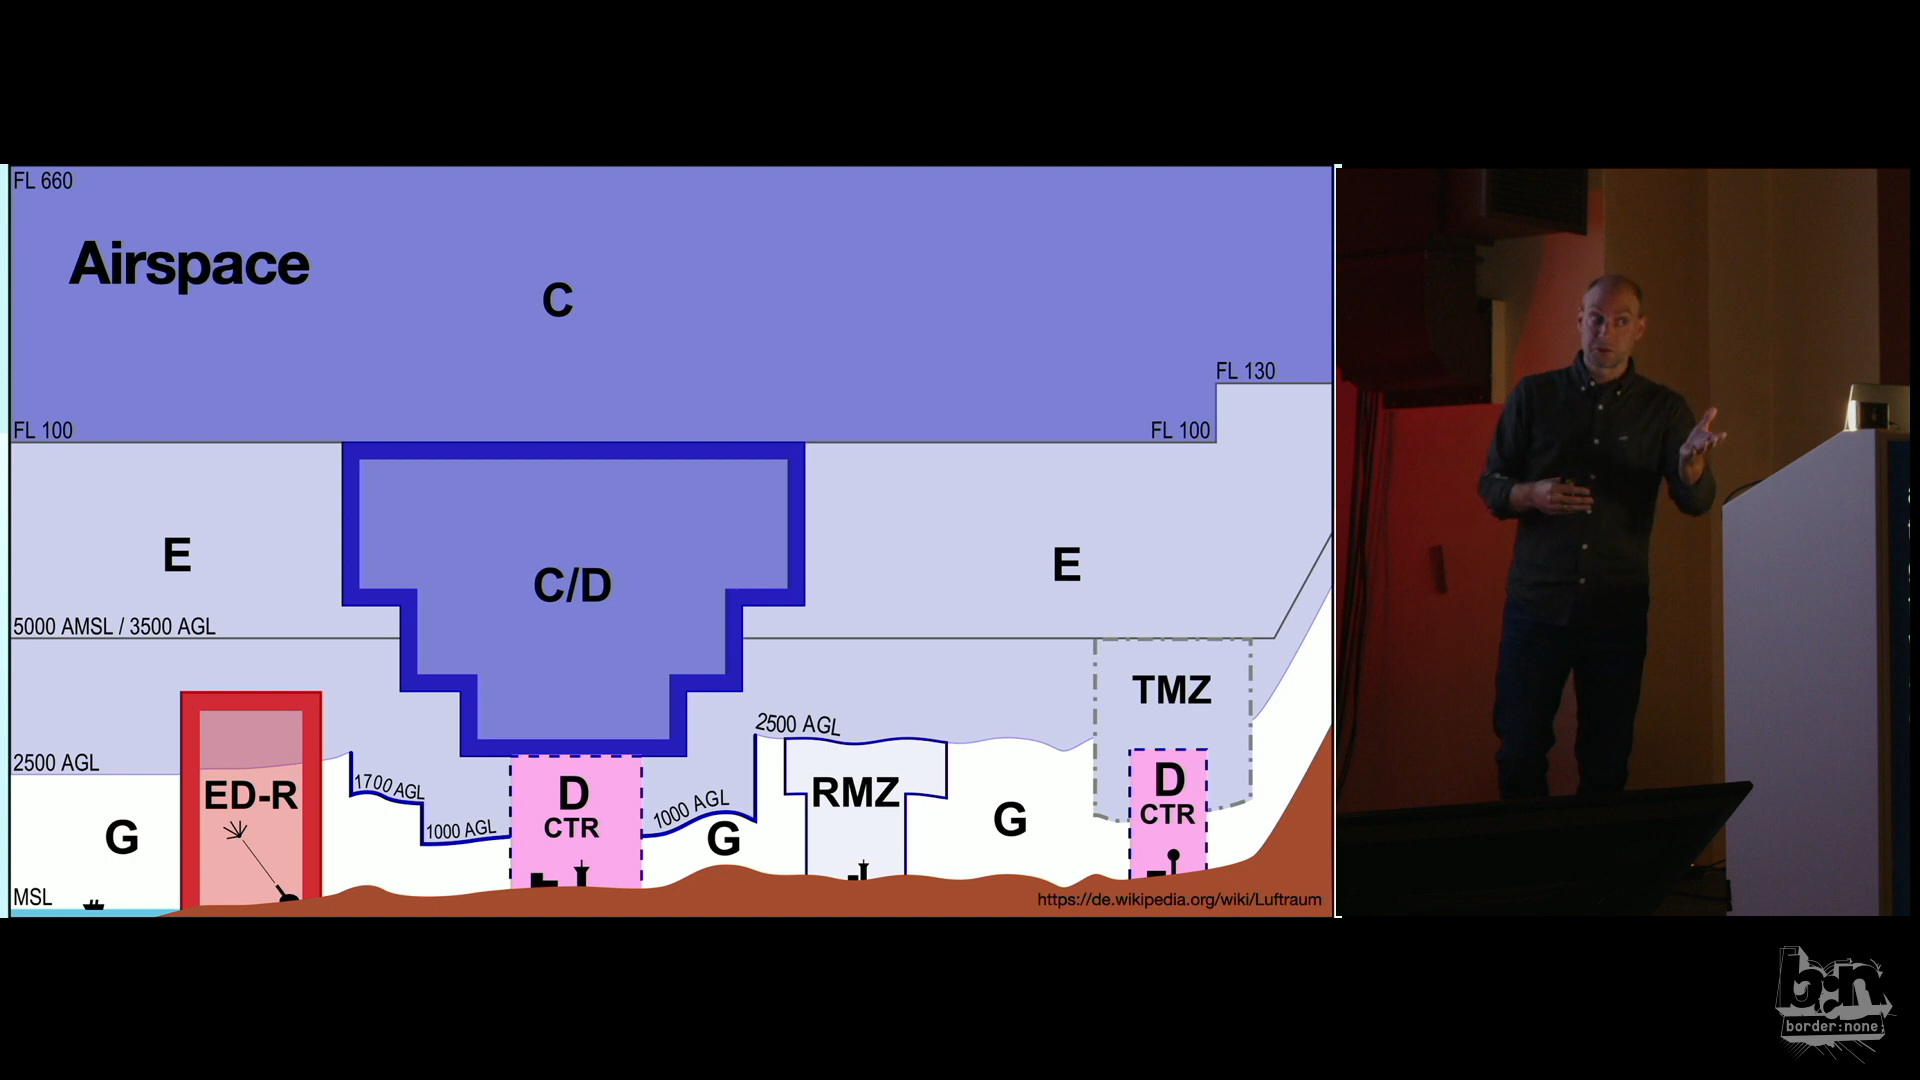 FL 660
Airspace
C
FL 130
FL 100
FL 100
E
C/D
E
5000 AMSL / 3500 AGL
TMZ
2500 AGL
2500 AGL
1700 AGL
ED-R
D
CTR
1000 AGL
1000 AGL
RMZ
D
CTR
G
G
G
MSL
https://de.wikipedia.org/wiki/Luftraum
b:n
border:none;